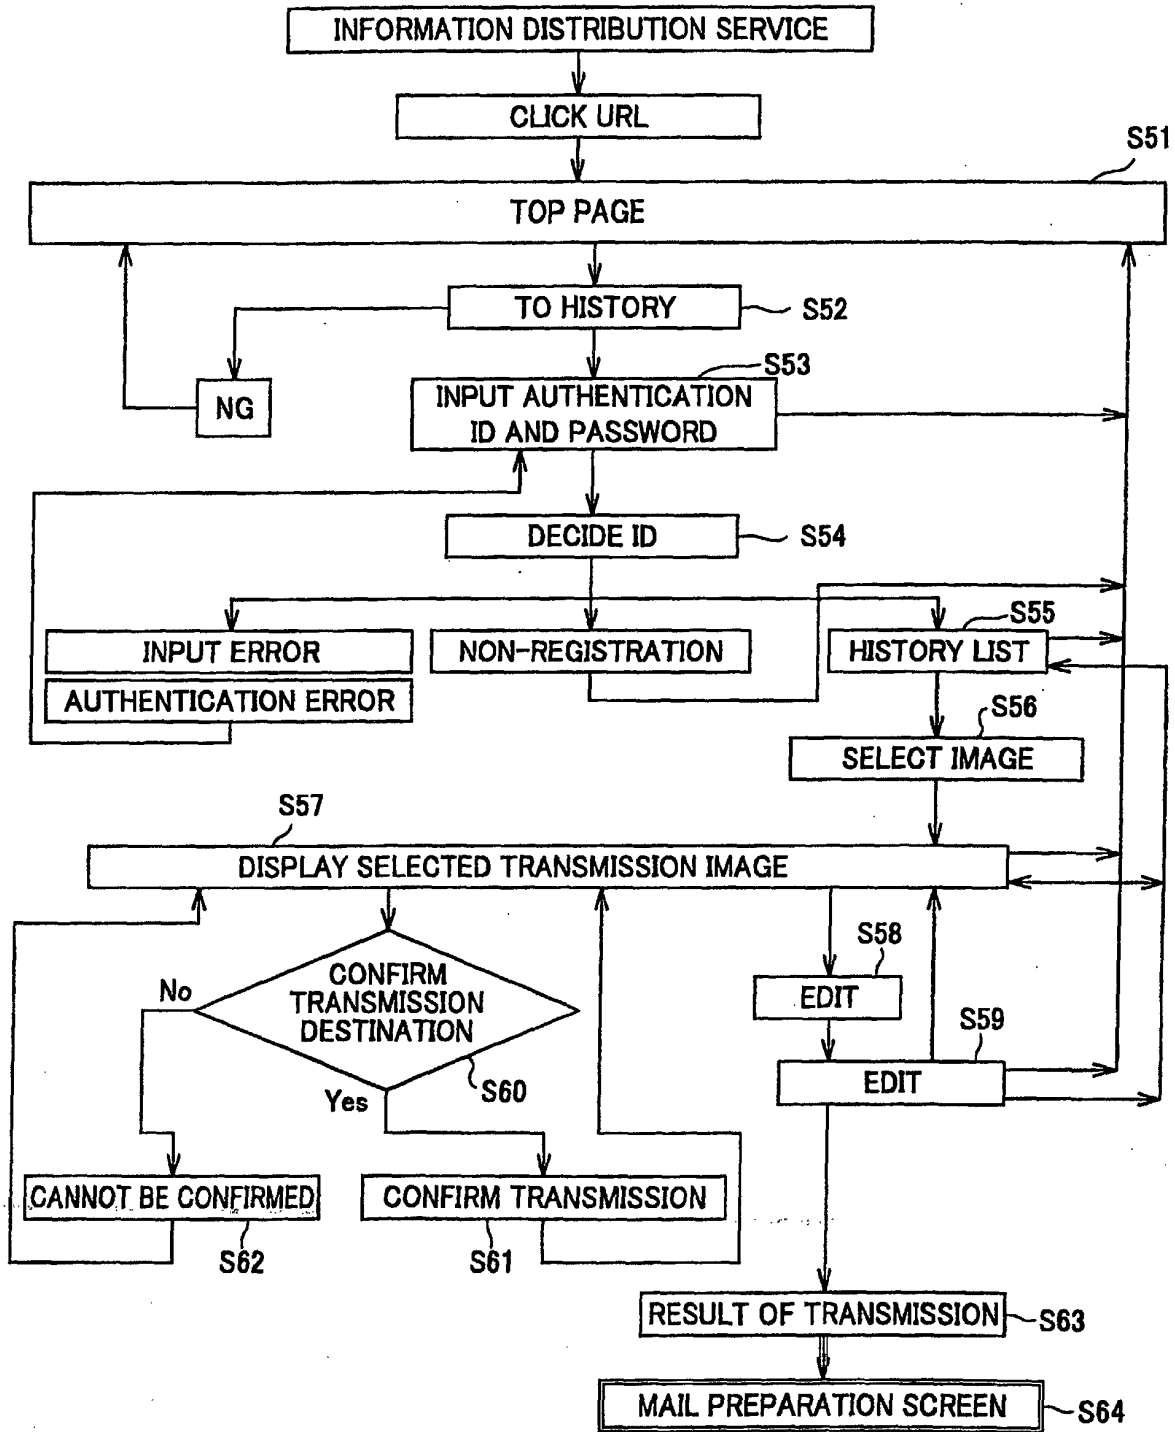 INFORMATION DISTRIBUTION SERVICE
CLICK URL
S51
TOP PAGE
TO HISTORY
S52
S53
NG
INPUT AUTHENTICATION
ID AND PASSWORD
DECIDE ID
S54
S55
INPUT ERROR
NON-REGISTRATION
HISTORY LIST
AUTHENTICATION ERROR
S56
SELECT IMAGE
S57
DISPLAY SELECTED TRANSMISSION IMAGE
S58
No
CONFIRM
TRANSMISSION
DESTINATION
EDIT
S59
S60
EDIT
Yes
CANNOT BE CONFIRMED
CONFIRM TRANSMISSION
S62
S61
RESULT OF TRANSMISSION
S63
MAIL PREPARATION SCREEN
S64